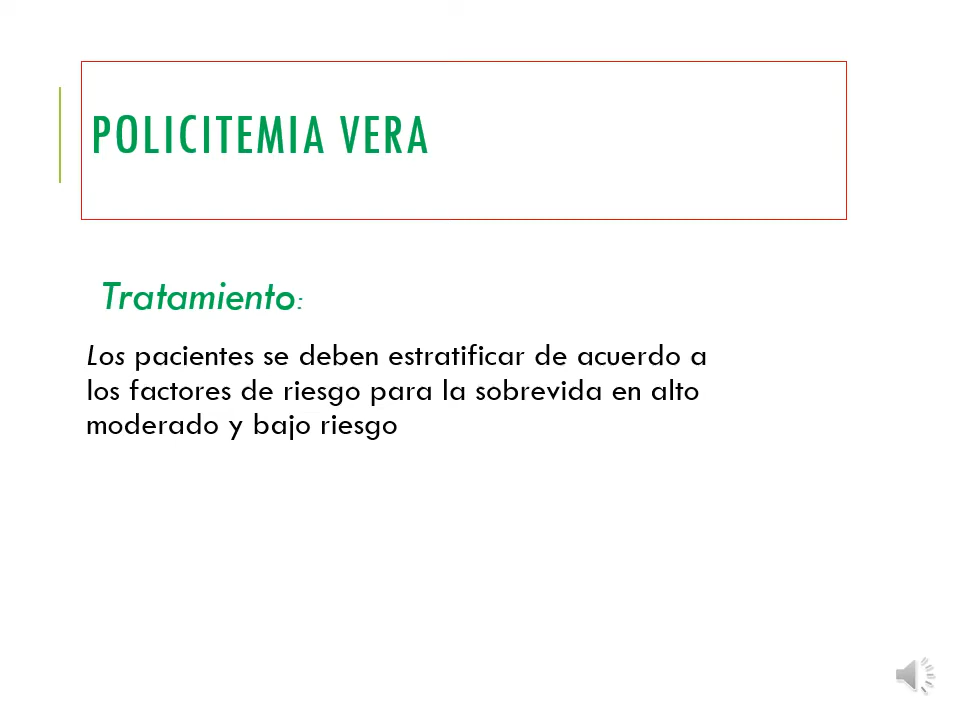 POLICITEMIA VERA
Tratamiento:
Los pacientes se deben estratificar de acuerdo a
los factores de riesgo para la sobrevida en alto
moderado y bajo riesgo